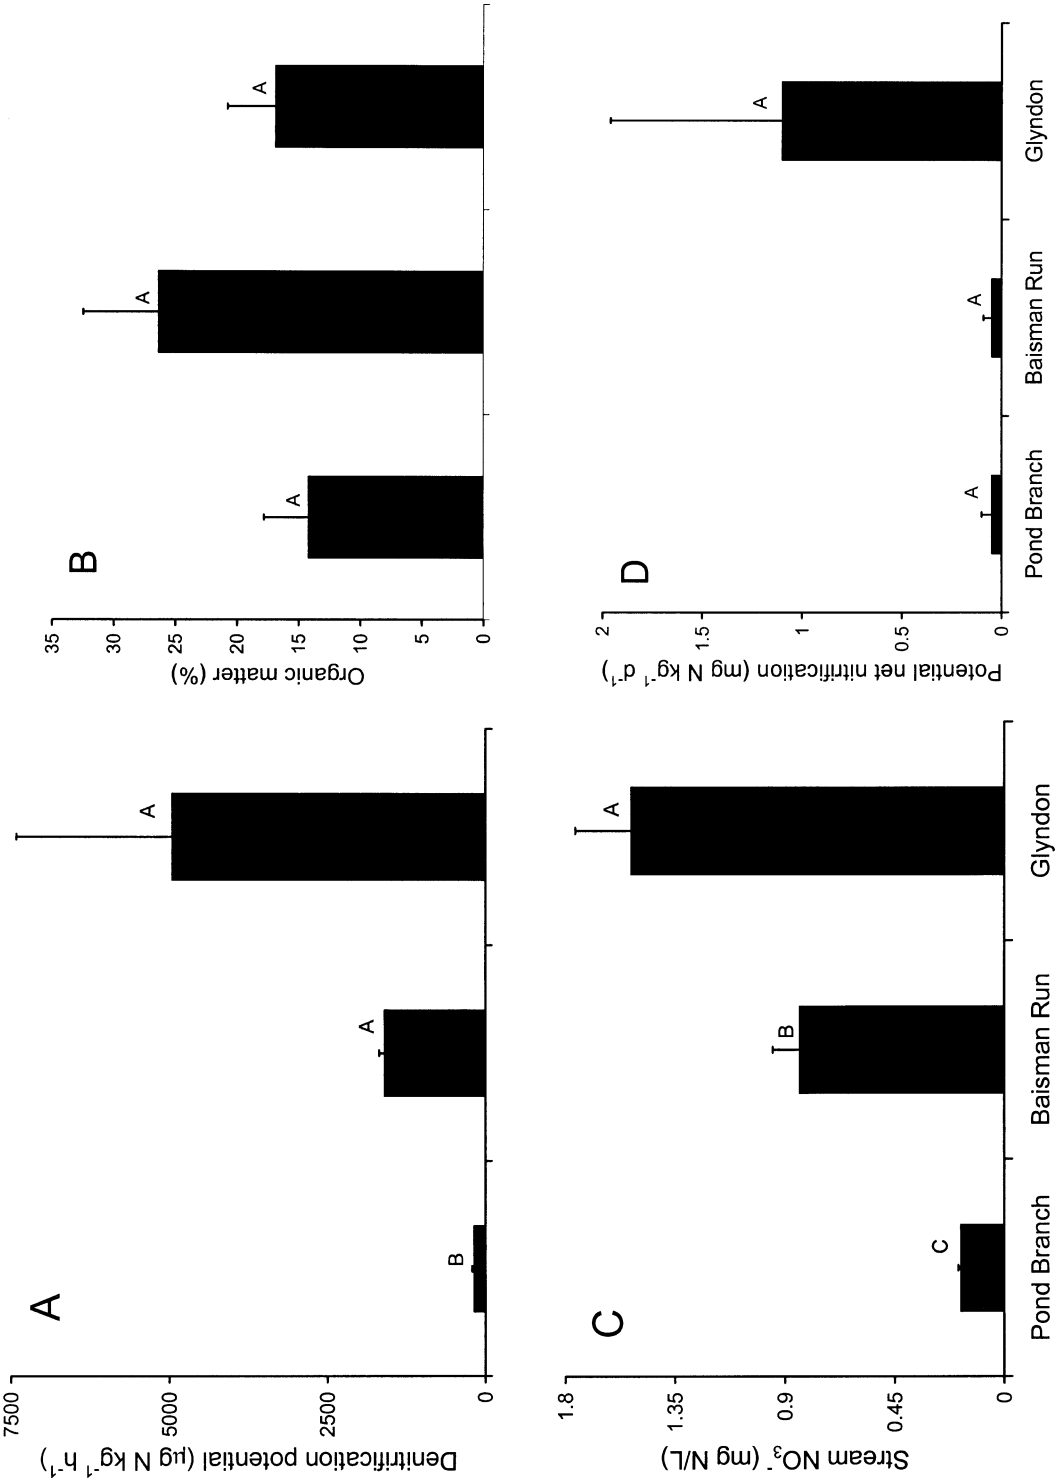 A
Denitrification potential (µg N kg⁻¹ h⁻¹)
7500
5000
2500
0
B
A
A
B
Organic matter (%)
35
30
25
20
15
10
5
0
A
A
A
C
Stream NO₃⁻ (mg N/L)
1.8
1.35
0.9
0.45
0
C
B
A
Pond Branch
Baisman Run
Glyndon
D
Potential net nitrification (mg N kg⁻¹ d⁻¹)
2
1.5
1
0.5
0
A
A
A
Pond Branch
Baisman Run
Glyndon